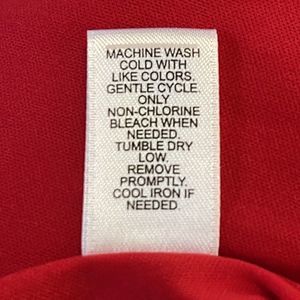 MACHINE WASH
COLD WITH
LIKE COLORS.
GENTLE CYCLE.
ONLY
NON-CHLORINE
BLEACH WHEN
NEEDED.
TUMBLE DRY
LOW.
REMOVE
PROMPTLY.
COOL IRON IF
NEEDED.